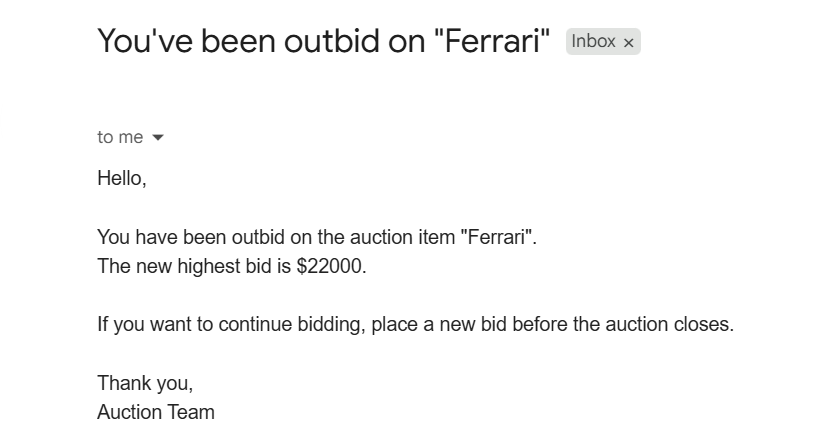 You've been outbid on "Ferrari" Inbox ×
to me
Hello,
You have been outbid on the auction item "Ferrari".
The new highest bid is $22000.
If you want to continue bidding, place a new bid before the auction closes.
Thank you,
Auction Team